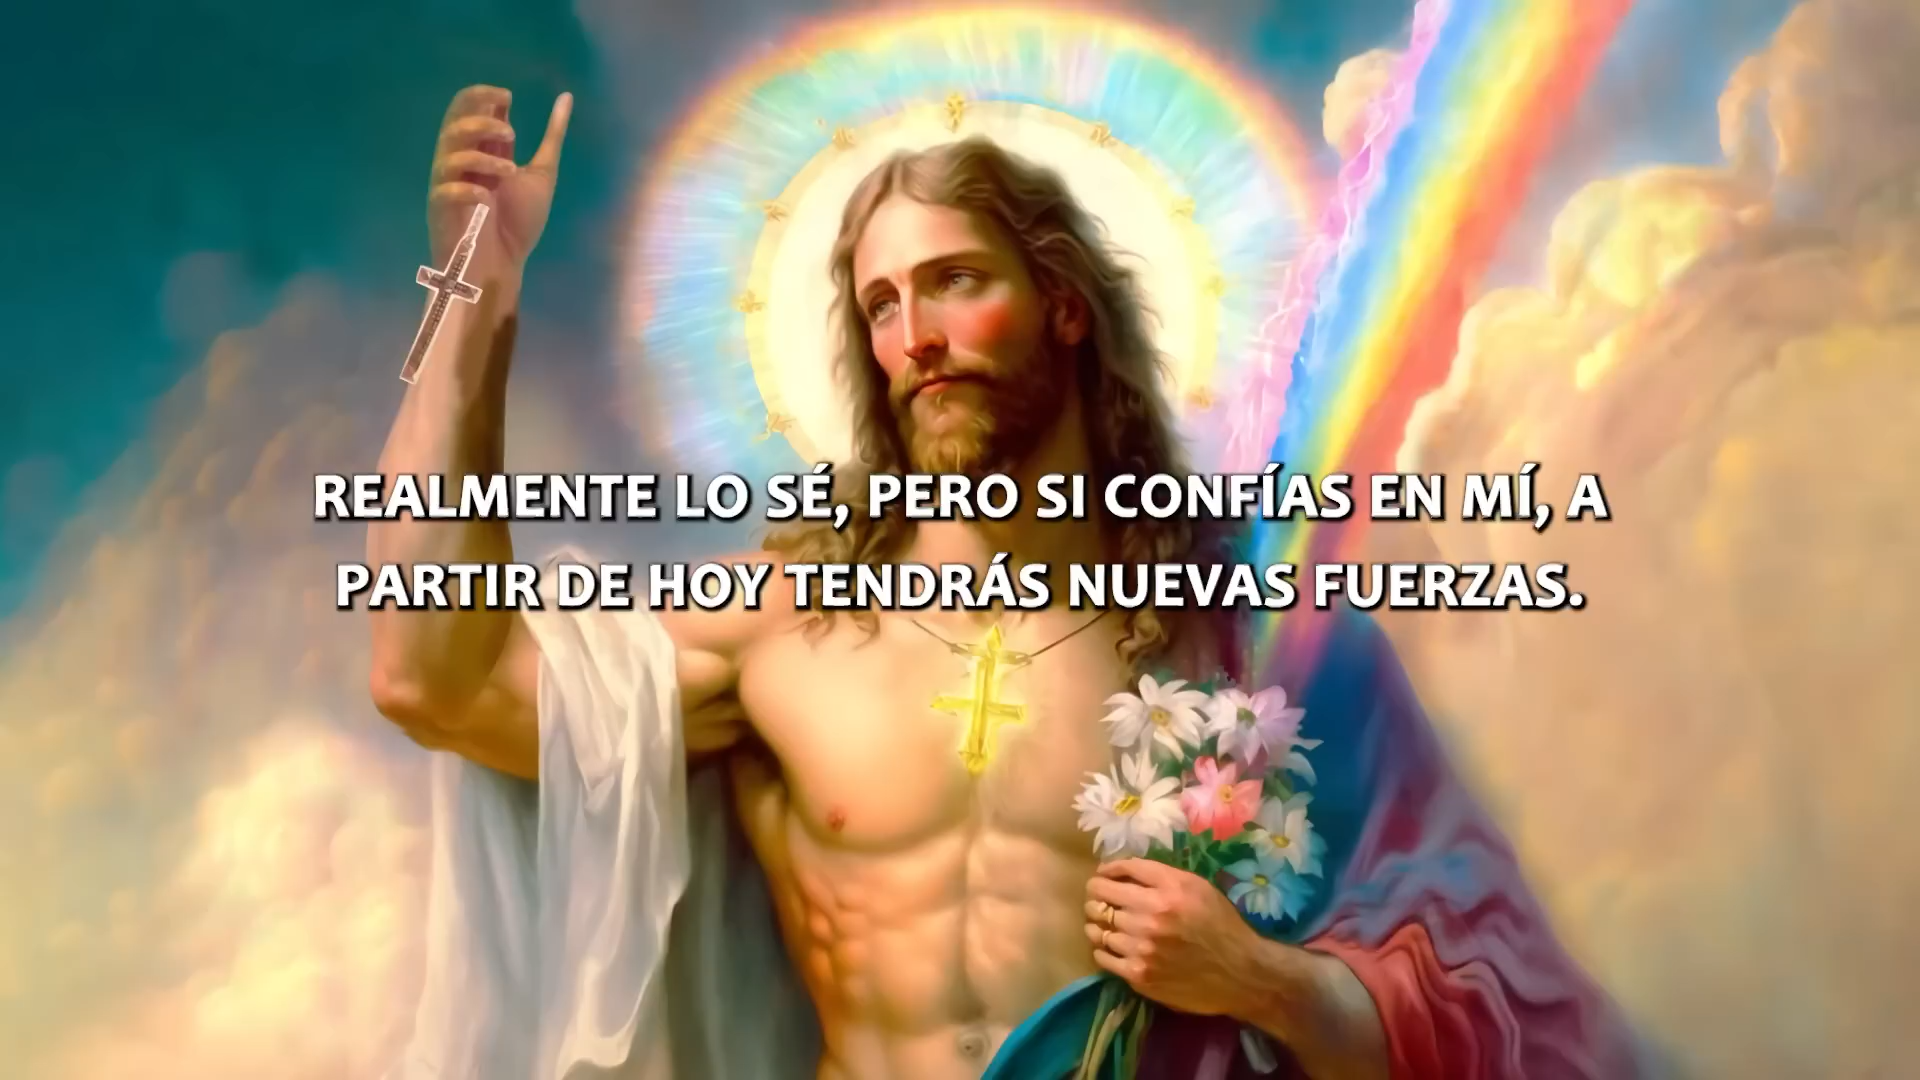 REALMENTE LO SÉ, PERO SI CONFÍAS EN MÍ, A
PARTIR DE HOY TENDRÁS NUEVAS FUERZAS.